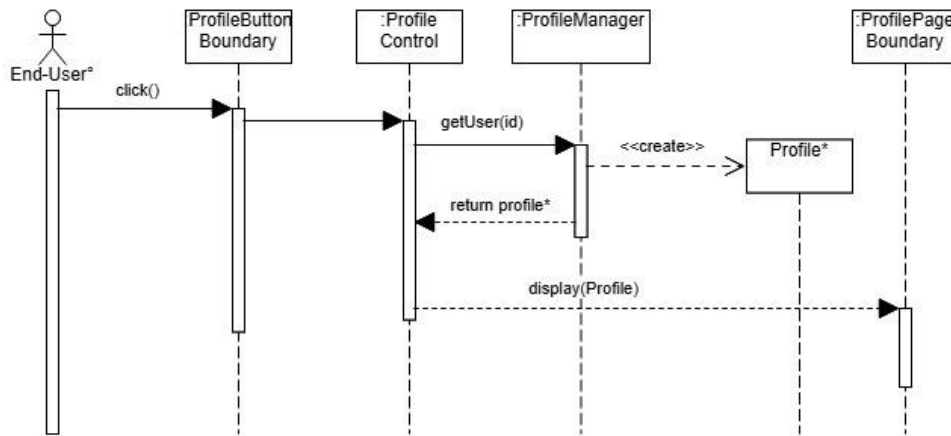 ProfileButton
Boundary
:Profile
Control
:ProfileManager
:ProfilePage
Boundary
End-User°
click()
getUser(id)
<<create>>
Profile*
return profile*
display(Profile)